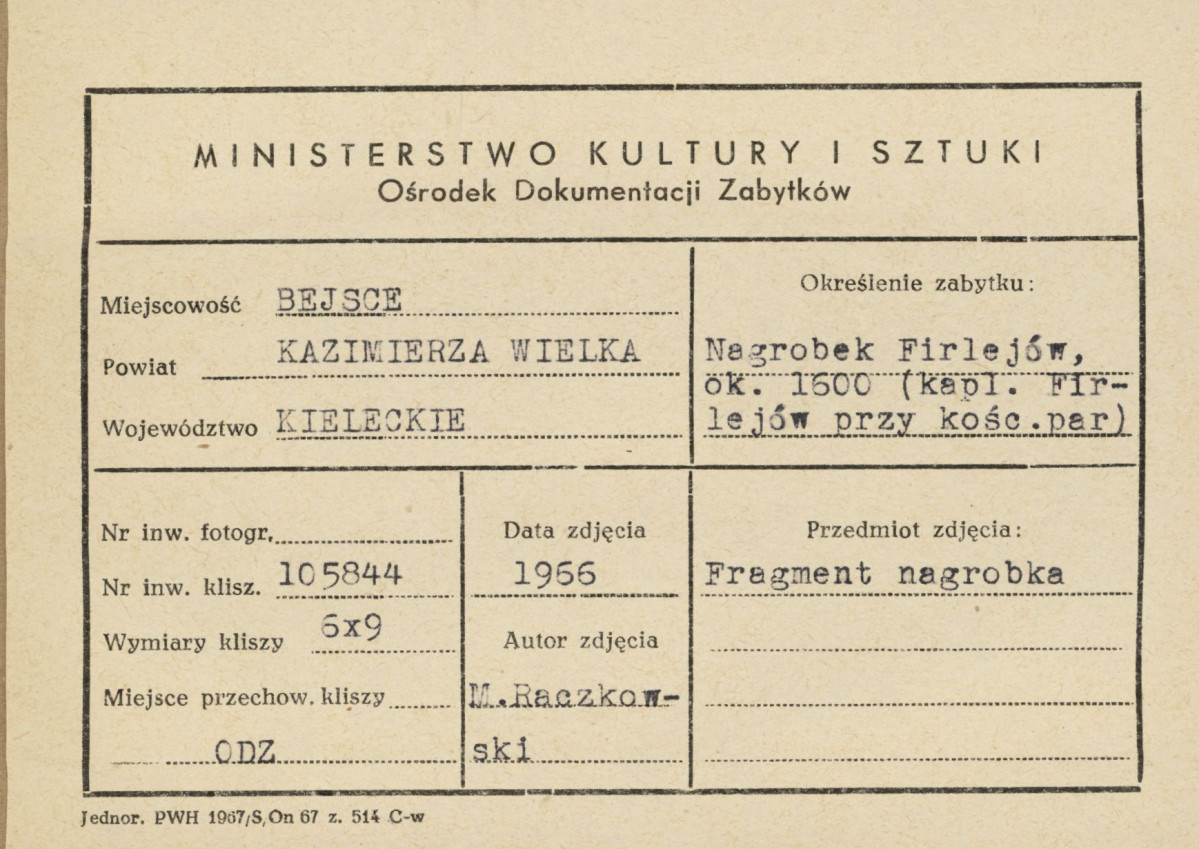 MINISTERSTWO KULTURY I SZTUKI
Ośrodek Dokumentacji Zabytków
Miejscowość BEJSCE
Powiat KAZIMIERZA WIELKA
Województwo KIELECKIE
Określenie zabytku:
Nagrobek Firlejów,
ok. 1600 (kapl. Fir-
lejów przy kośc.par)
Nr inw. fotogr.
Nr inw. klisz. 105844
Wymiary kliszy 6x9
Miejsce przechow. kliszy
ODZ
Data zdjęcia
1966
Autor zdjęcia
M.Raczkow-
ski
Przedmiot zdjęcia:
Fragment nagrobka
Jednor. PWH 1967/S,On 67 z. 514 C-w